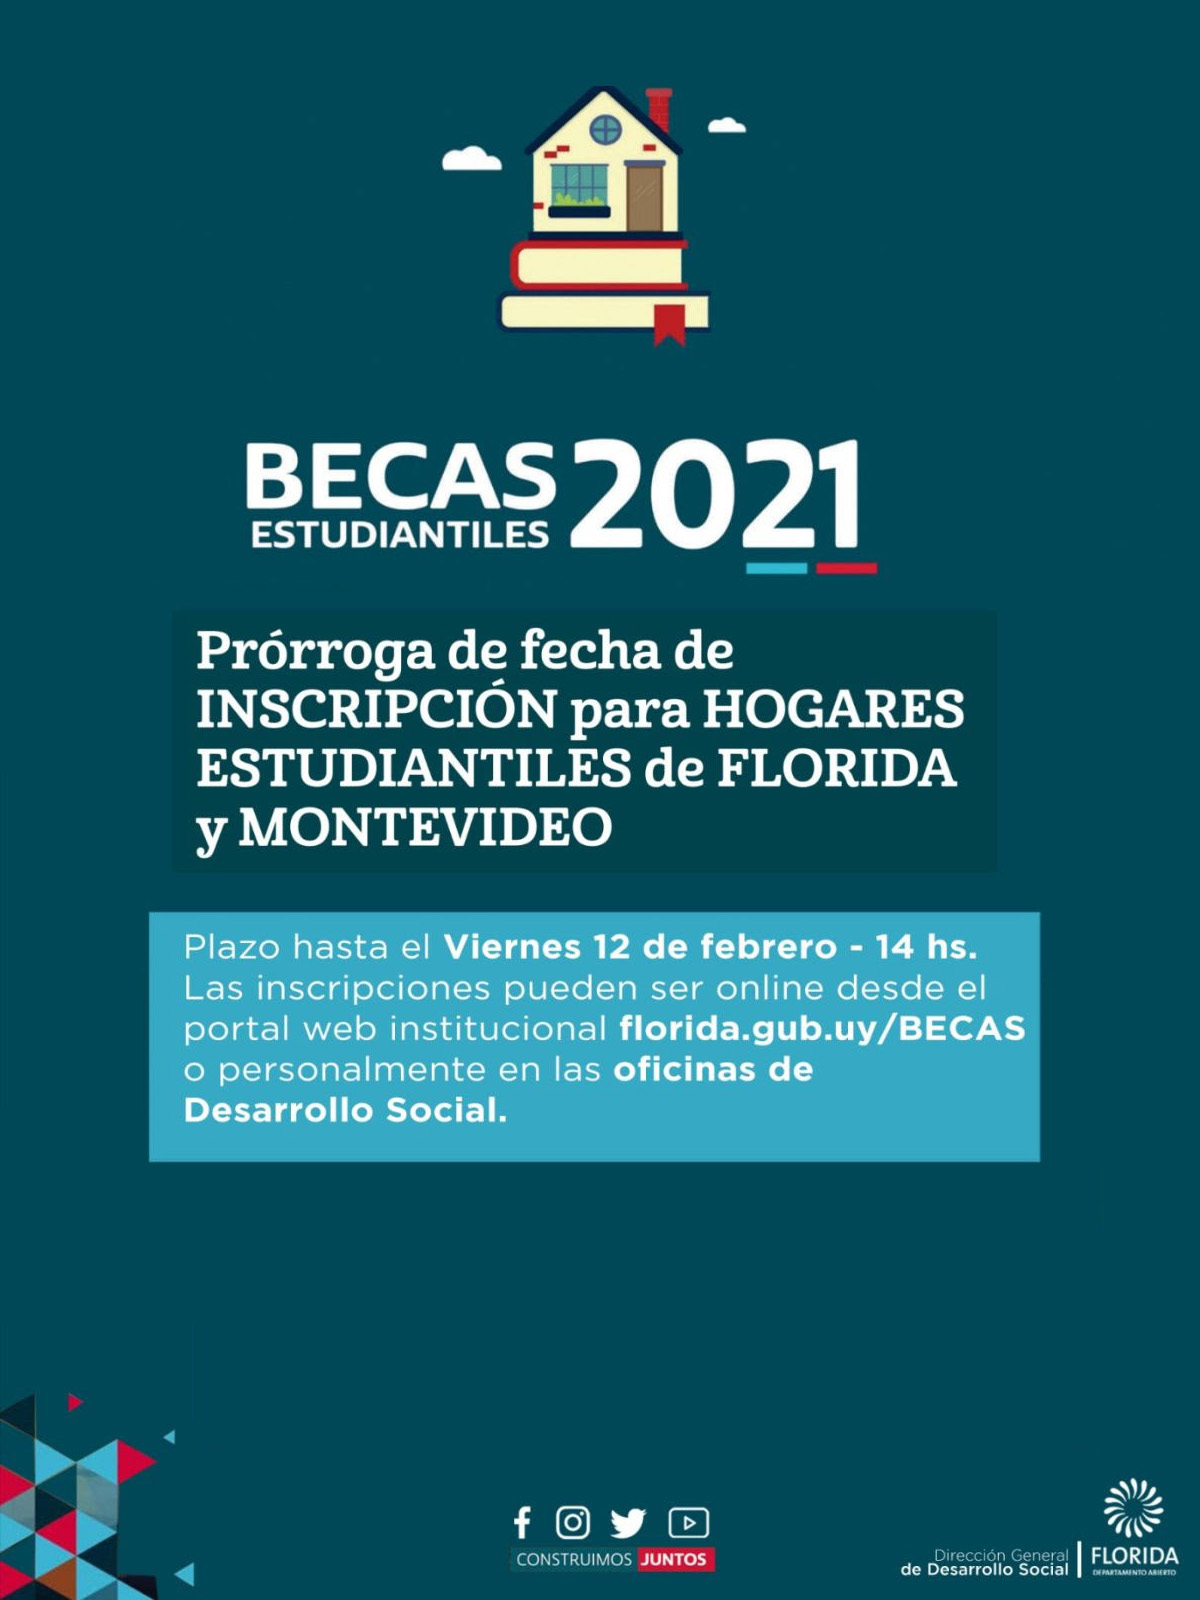 BECAS
ESTUDIANTILES
2021
Prórroga de fecha de
INSCRIPCIÓN para HOGARES
ESTUDIANTILES de FLORIDA
y MONTEVIDEO
Plazo hasta el Viernes 12 de febrero - 14 hs.
Las inscripciones pueden ser online desde el
portal web institucional florida.gub.uy/BECAS
o personalmente en las oficinas de
Desarrollo Social.
CONSTRUIMOS JUNTOS
Dirección General
de Desarrollo Social
FLORIDA
DEPARTAMENTO ABIERTO